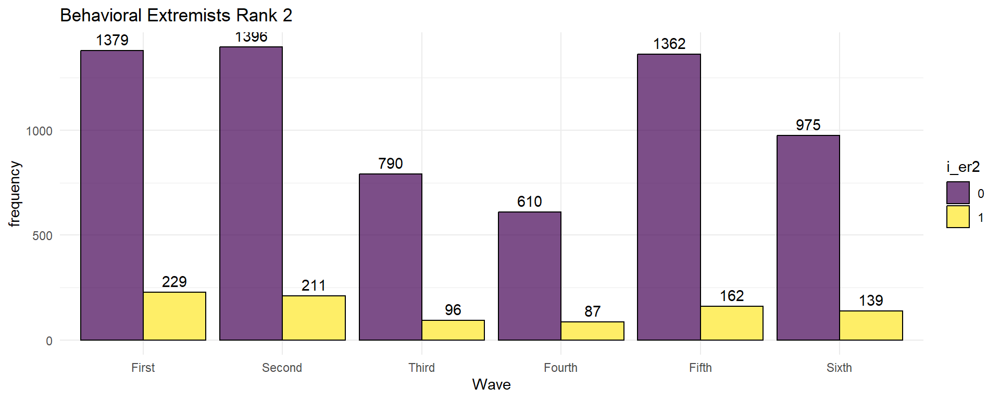 Behavioral Extremists Rank 2
1379
1396
1362
975
790
610
229
211
96
87
162
139
1000
500
0
frequency
First
Second
Third
Fourth
Fifth
Sixth
Wave
i_er2
0
1